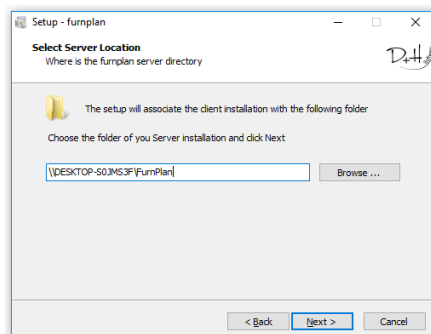 Setup - furnplan
Select Server Location
Where is the furnplan server directory
D+H
The setup will associate the client installation with the following folder
Choose the folder of you Server installation and click Next
\\DESKTOP-S0JMS3F\FurnPlan
Browse ...
< Back
Next >
Cancel